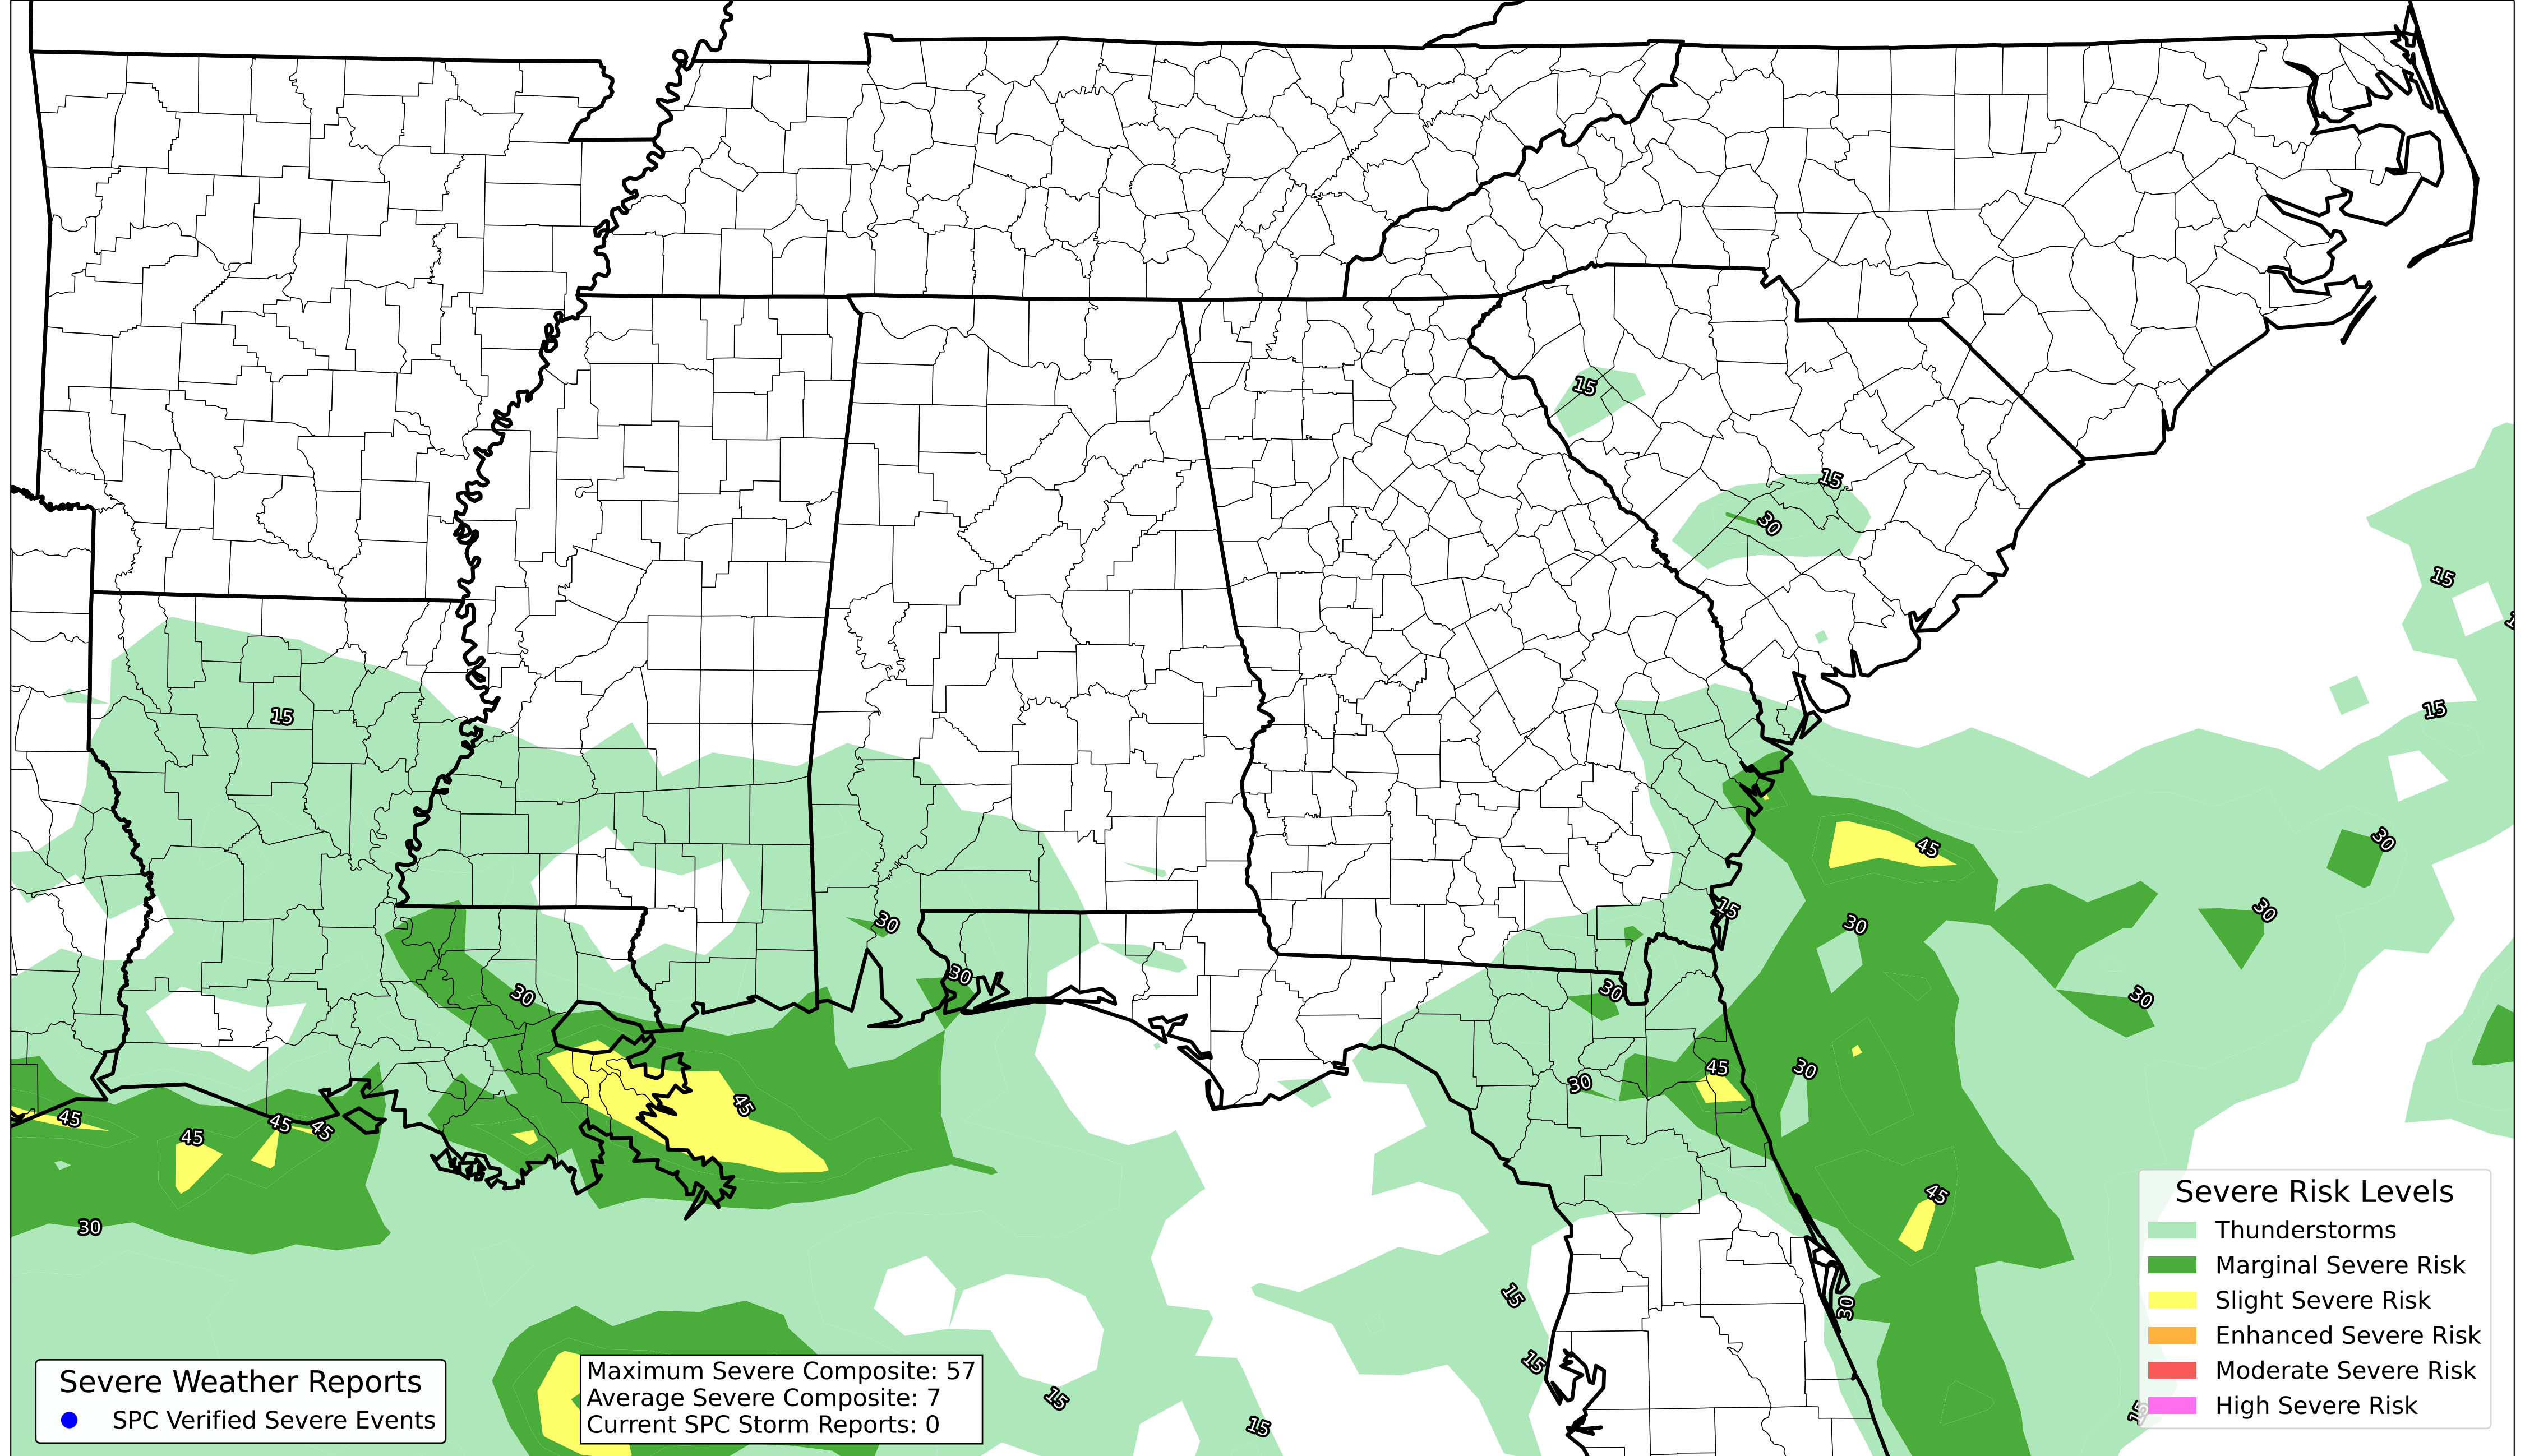 15
15
30
15
1
15
15
45
30
30
15
30
30
30
30
30
30
45
30
30
45
45
45
45
45
45
30
15
30
15
15
15
15
Severe Risk Levels
Thunderstorms
Marginal Severe Risk
Slight Severe Risk
Enhanced Severe Risk
Moderate Severe Risk
High Severe Risk
Severe Weather Reports
SPC Verified Severe Events
Maximum Severe Composite: 57
Average Severe Composite: 7
Current SPC Storm Reports: 0